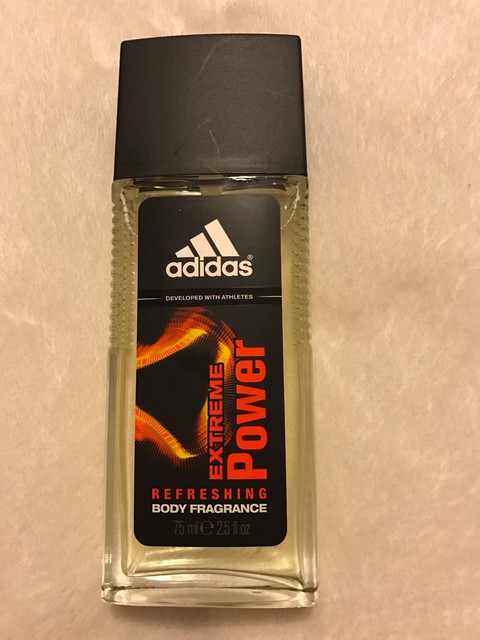 adidas®
DEVELOPED WITH ATHLETES
EXTREME
Power
REFRESHING
BODY FRAGRANCE
75 ml ℮ 2.5 fl oz